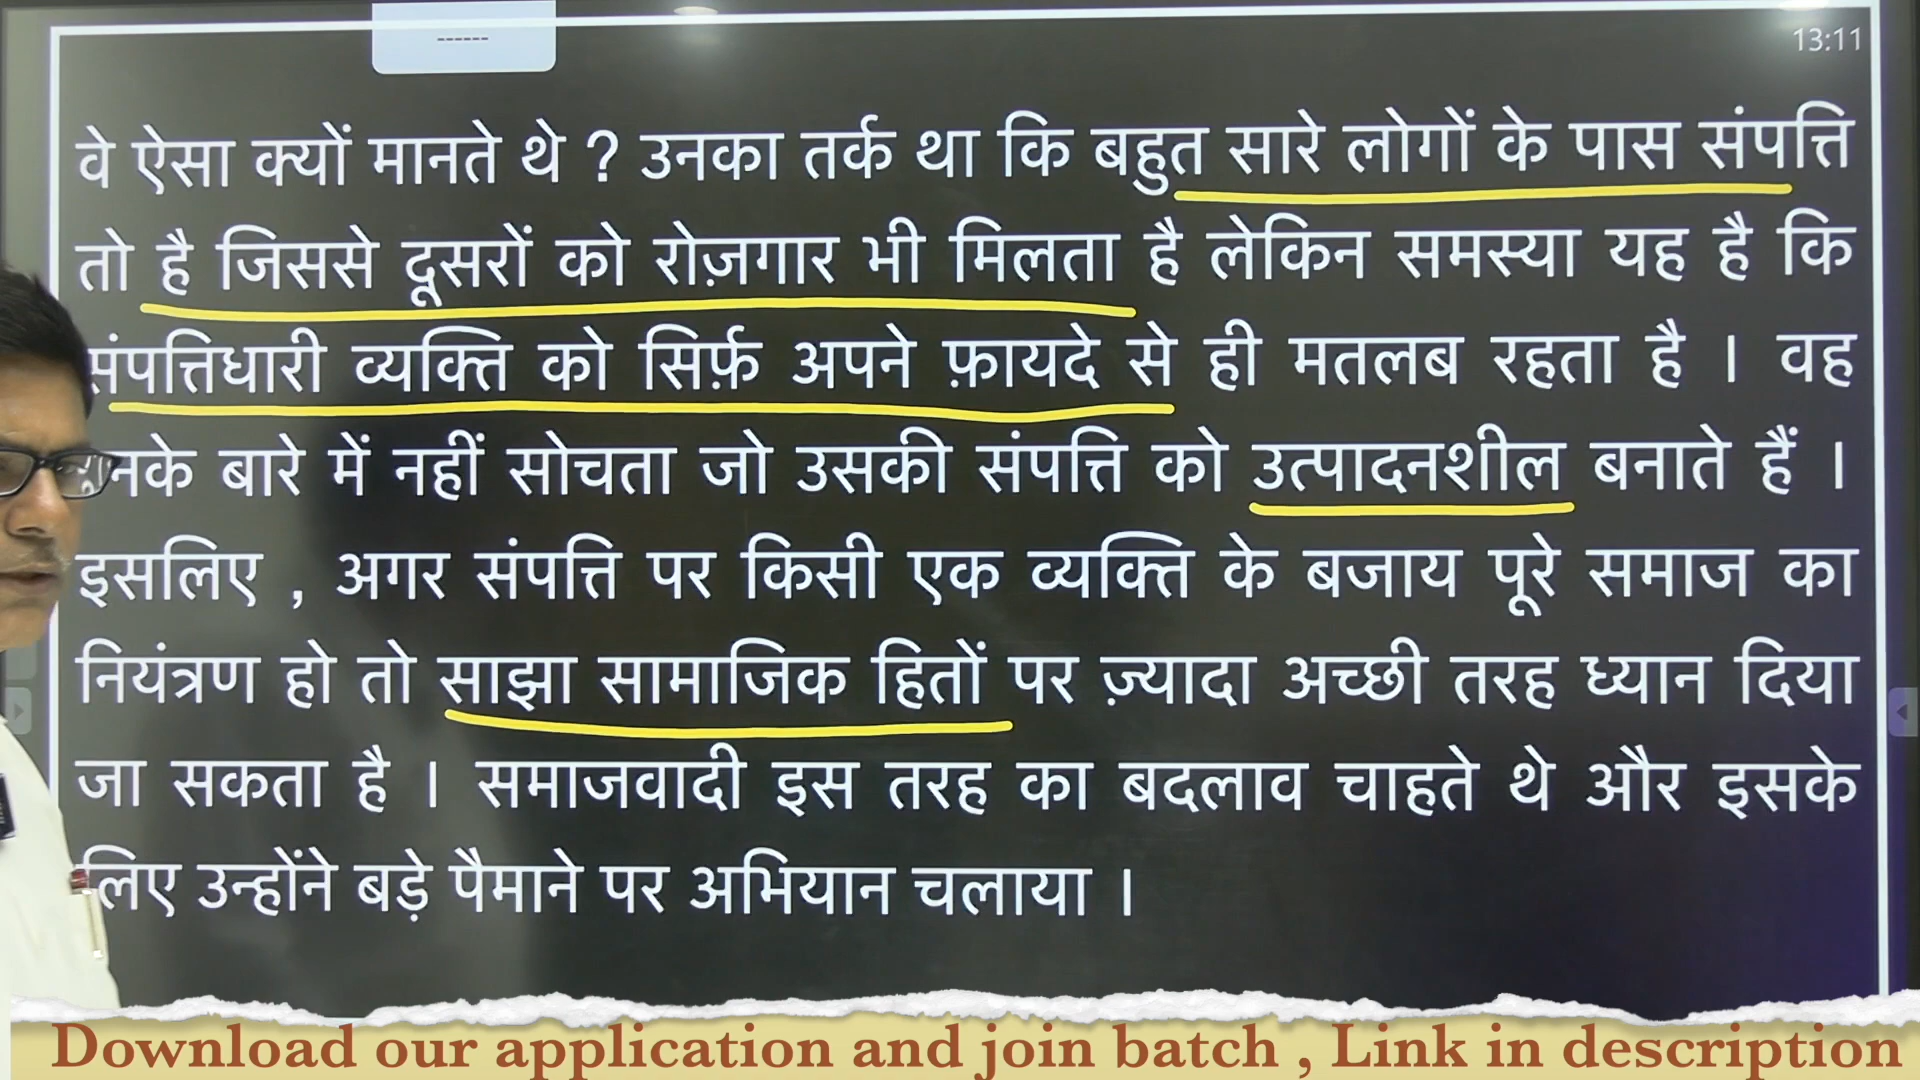 ------
13:11
वे ऐसा क्यों मानते थे ? उनका तर्क था कि बहुत सारे लोगों के पास संपत्ति
तो है जिससे दूसरों को रोज़गार भी मिलता है लेकिन समस्या यह है कि
संपत्तिधारी व्यक्ति को सिर्फ़ अपने फ़ायदे से ही मतलब रहता है । वह
नके बारे में नहीं सोचता जो उसकी संपत्ति को उत्पादनशील बनाते हैं ।
इसलिए , अगर संपत्ति पर किसी एक व्यक्ति के बजाय पूरे समाज का
नियंत्रण हो तो साझा सामाजिक हितों पर ज़्यादा अच्छी तरह ध्यान दिया
जा सकता है । समाजवादी इस तरह का बदलाव चाहते थे और इसके
लिए उन्होंने बड़े पैमाने पर अभियान चलाया ।
Download our application and join batch , Link in description